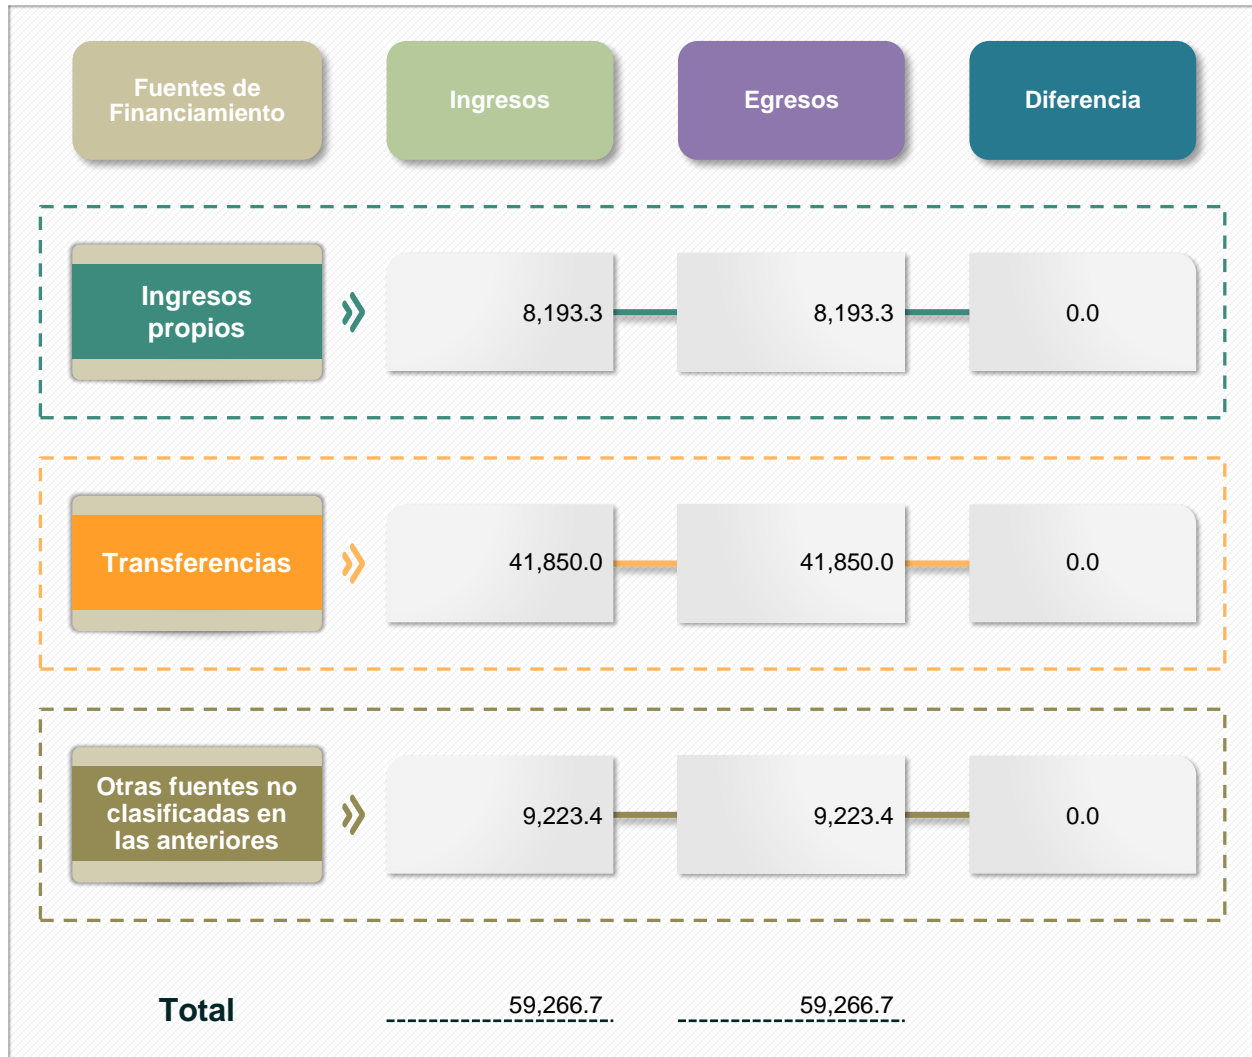 Fuentes de
Financiamiento
Ingresos
Egresos
Diferencia
Ingresos
propios
8,193.3
8,193.3
0.0
Transferencias
41,850.0
41,850.0
0.0
Otras fuentes no
clasificadas en
las anteriores
9,223.4
9,223.4
0.0
Total
59,266.7
59,266.7